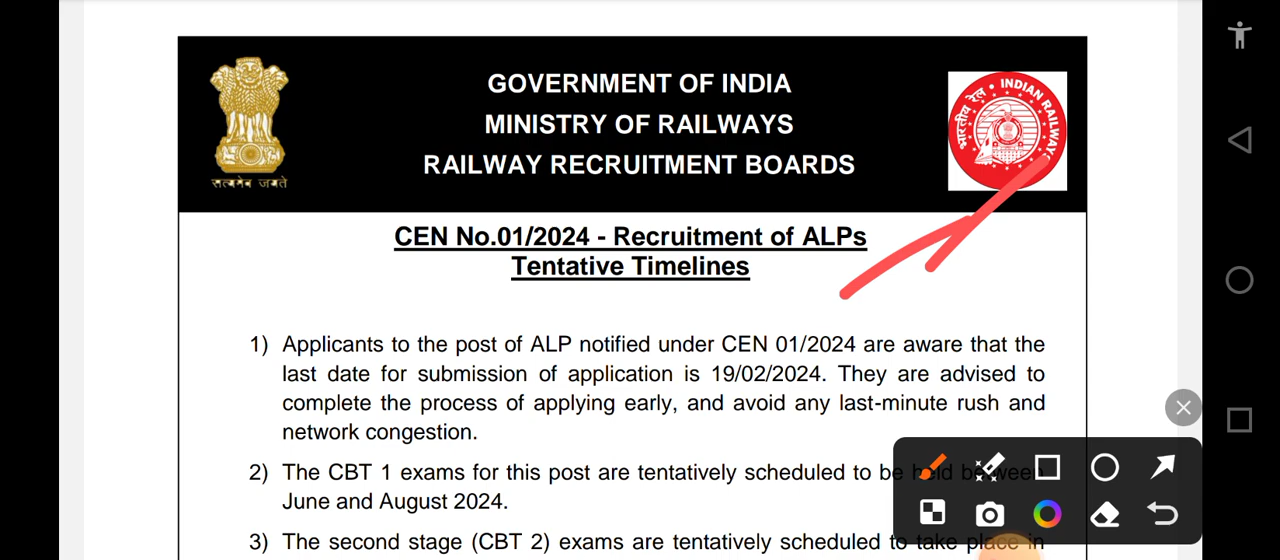 GOVERNMENT OF INDIA
MINISTRY OF RAILWAYS
RAILWAY RECRUITMENT BOARDS
सत्यमेव जयते
भारतीय रेल • INDIAN RAILWAY
CEN No.01/2024 - Recruitment of ALPs
Tentative Timelines
1) Applicants to the post of ALP notified under CEN 01/2024 are aware that the
last date for submission of application is 19/02/2024. They are advised to
complete the process of applying early, and avoid any last-minute rush and
network congestion.
2) The CBT 1 exams for this post are tentatively scheduled to be held between
June and August 2024.
3) The second stage (CBT 2) exams are tentatively scheduled to take place in